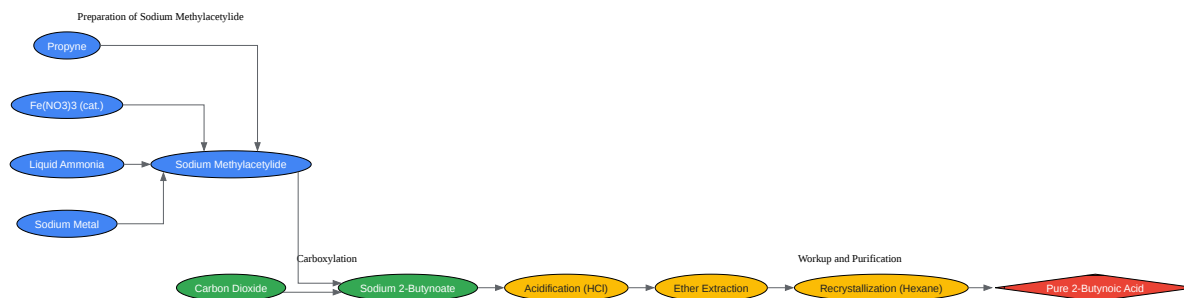 Preparation of Sodium Methylacetylide
Propyne
Fe(NO3)3 (cat.)
Liquid Ammonia
Sodium Methylacetylide
Sodium Metal
Carboxylation
Workup and Purification
Carbon Dioxide
Sodium 2-Butynoate
Acidification (HCl)
Ether Extraction
Recrystallization (Hexane)
Pure 2-Butynoic Acid